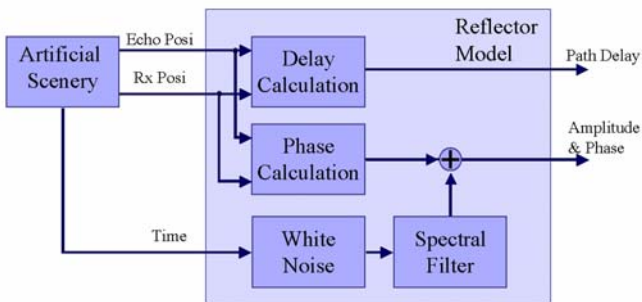 Artificial
Scenery
Echo Posi
Rx Posi
Time
Reflector
Model
Delay
Calculation
Phase
Calculation
White
Noise
Spectral
Filter
+
Path Delay
Amplitude
& Phase